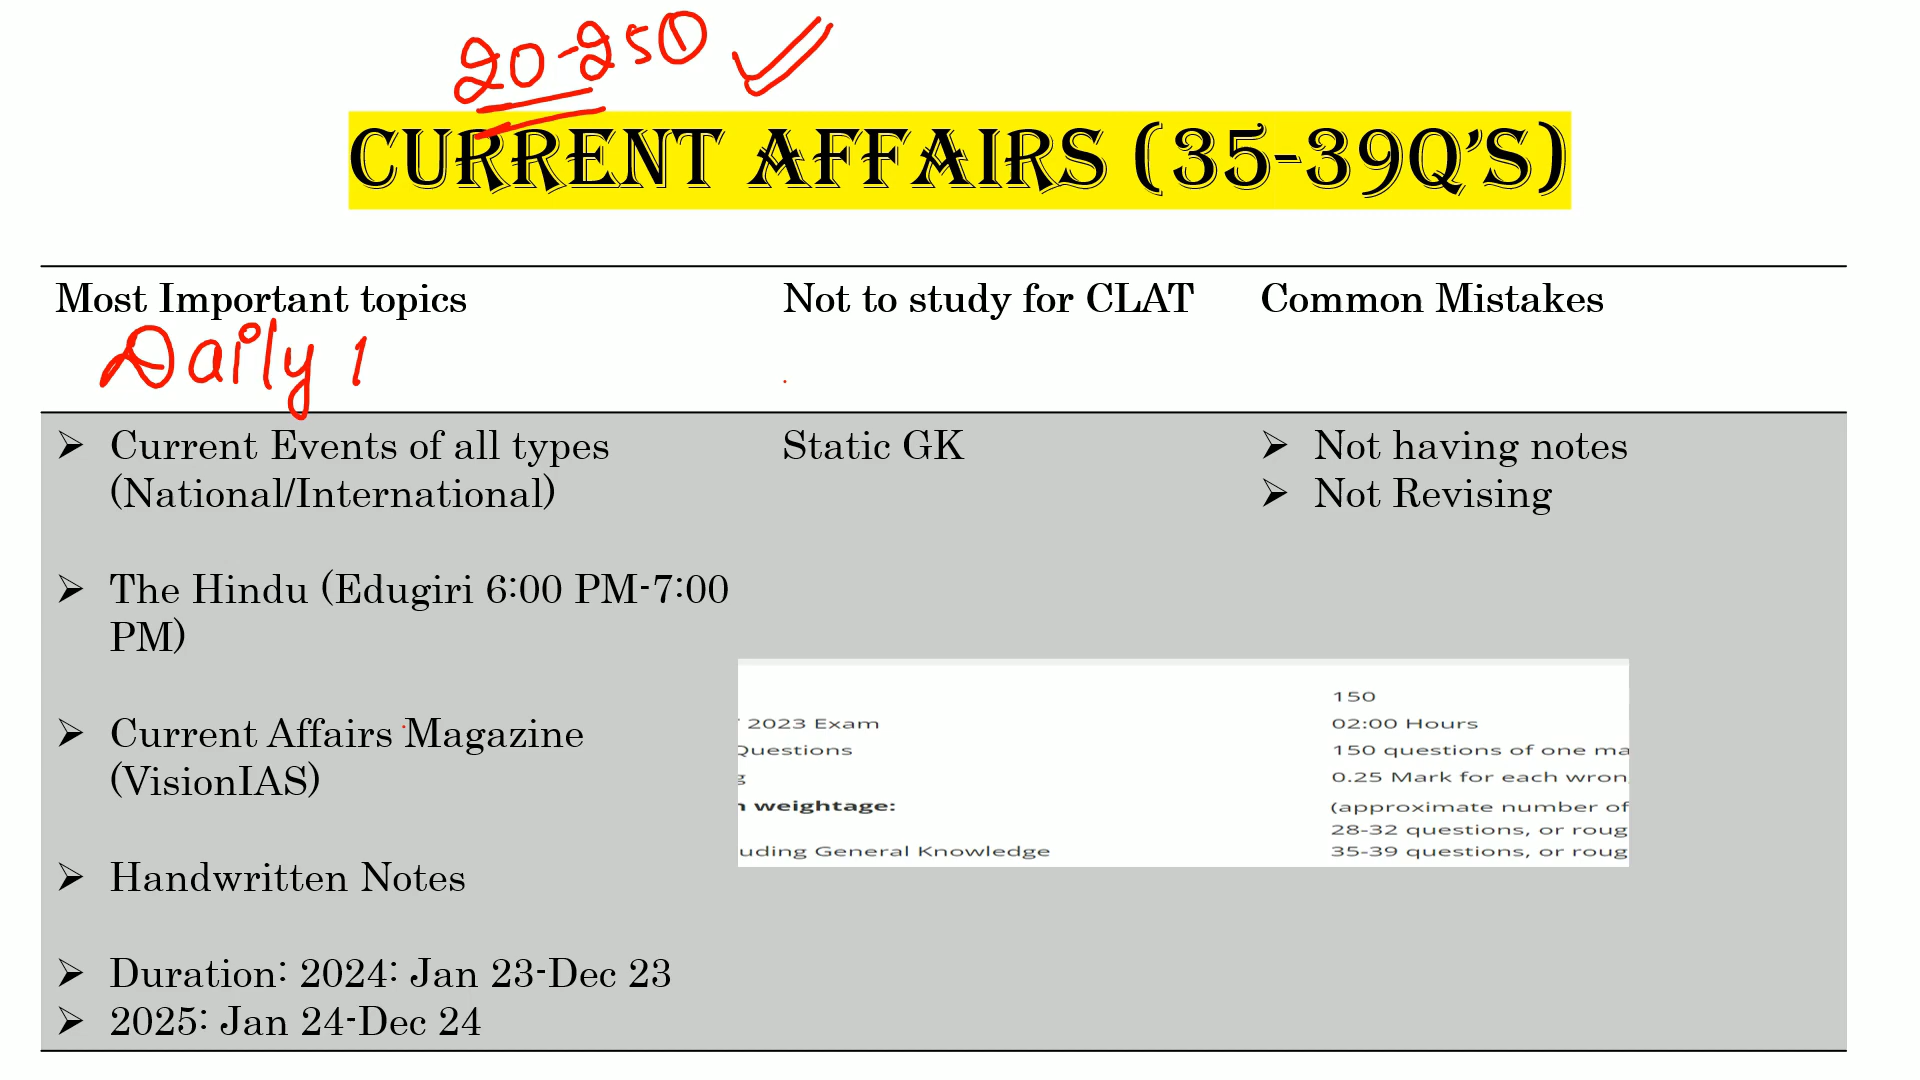 20-25Q
CURRENT AFFAIRS (35-39Q'S)
Most Important topics
Not to study for CLAT
Common Mistakes
Daily 1
➢ Current Events of all types
(National/International)
➢ The Hindu (Edugiri 6:00 PM-7:00
PM)
➢ Current Affairs Magazine
(VisionIAS)
➢ Handwritten Notes
➢ Duration: 2024: Jan 23-Dec 23
➢ 2025: Jan 24-Dec 24
Static GK
➢ Not having notes
➢ Not Revising
150
2023 Exam
02:00 Hours
Questions
150 questions of one ma
g
0.25 Mark for each wron
n weightage:
(approximate number of
28-32 questions, or roug
uding General Knowledge
35-39 questions, or roug